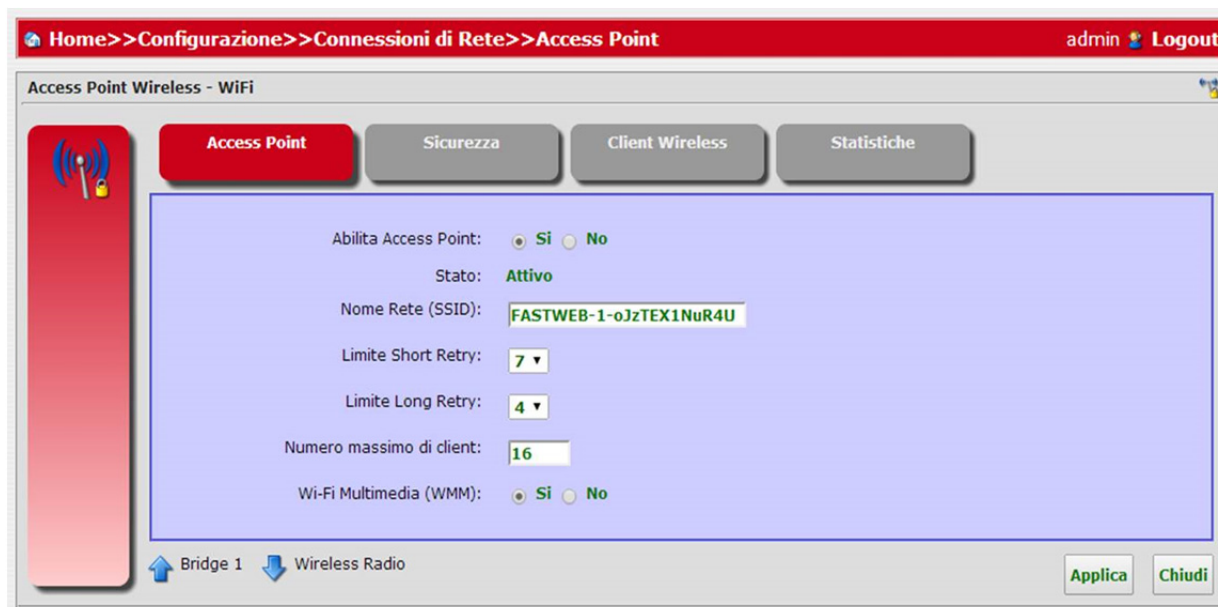 Home>>Configurazione>>Connessioni di Rete>>Access Point admin Logout
Access Point Wireless - WiFi
Access Point Sicurezza Client Wireless Statistiche
Abilita Access Point: Si No
Stato: Attivo
Nome Rete (SSID): FASTWEB-1-oJzTEX1NuR4U
Limite Short Retry: 7
Limite Long Retry: 4
Numero massimo di client: 16
Wi-Fi Multimedia (WMM): Si No
Bridge 1 Wireless Radio Applica Chiudi